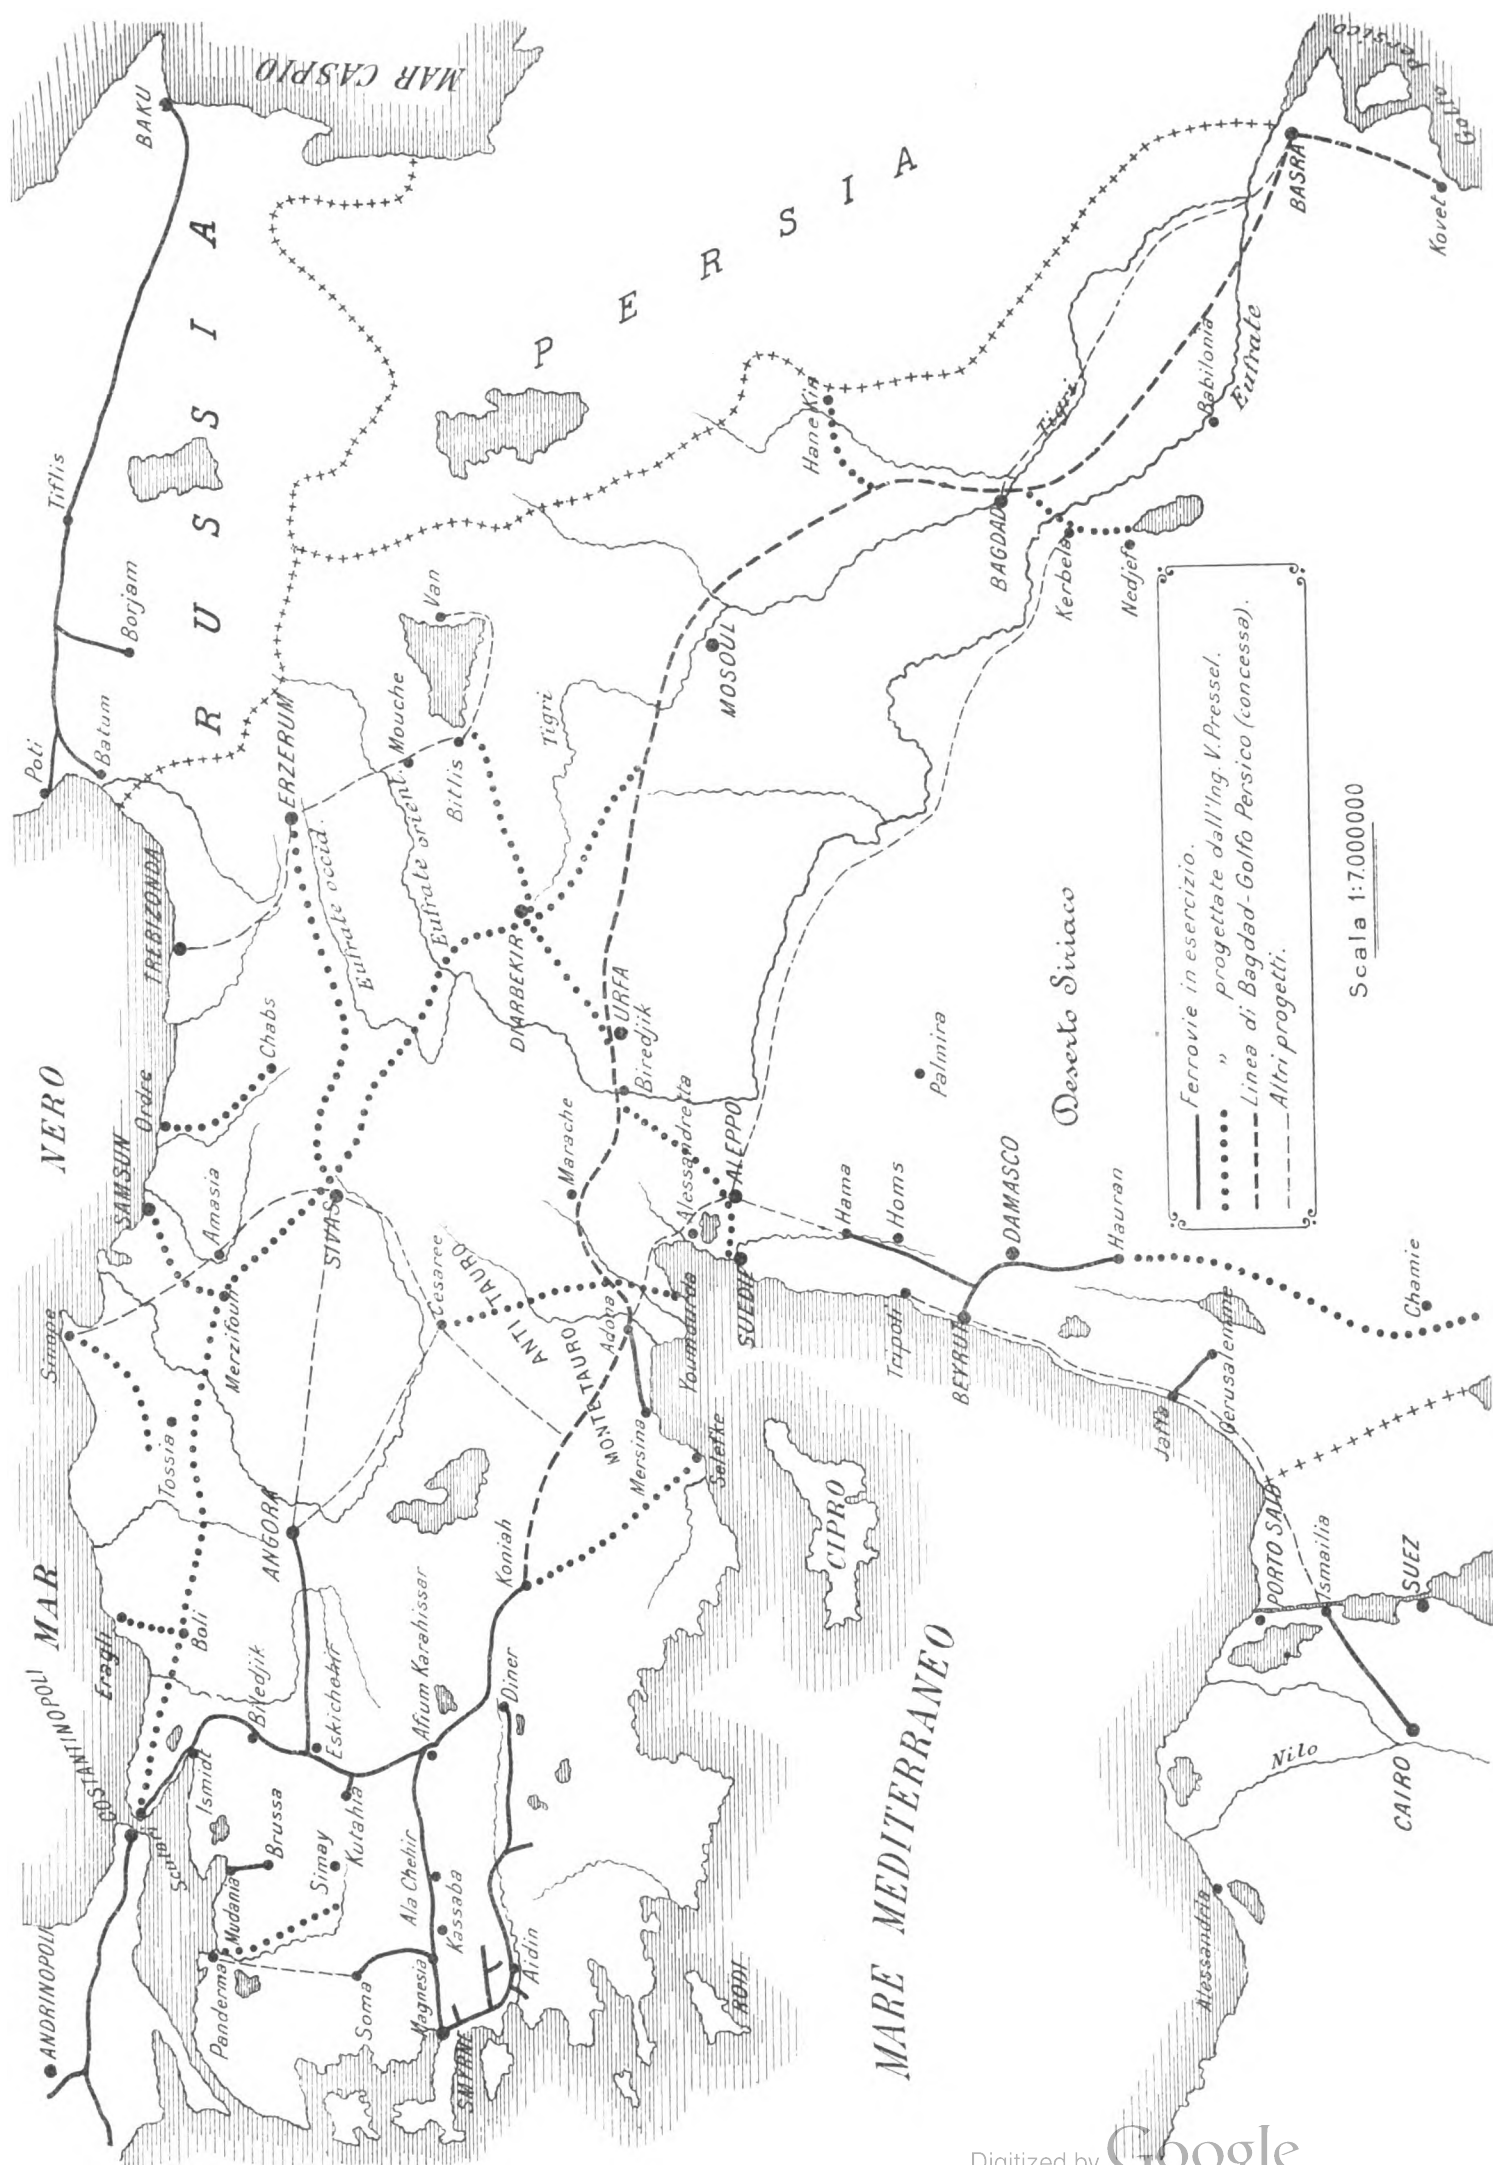 MAR NERO
MAR CASPIO
RUSSIA
PERSIA
MARE MEDITERRANEO
Golfo Persico
Deserto Siriaco
CIPRO
RODI
ANDRINOPOLI
COSTANTINOPOLI
Scutari
Ismidt
Eragli
Boli
Tossia
Sinope
Merzifoun
Amasia
SAMSUN
Ordre
Chabs
TREBIZONDA
Batum
Poti
Borjam
Tiflis
BAKU
Panderma
Mudania
Brussa
Simay
Kutahia
Biledjik
Eskichehir
ANGORA
SIVAS
ERZERUM
Eufrate occid.
Eufrate orient.
Mouche
Bitlis
Van
Tigri
Soma
Magnesia
SMYRNE
Kassaba
Ala Chehir
Afium Karahissar
Aidin
Diner
Koniah
Cesaree
ANTI TAURO
MONTE TAURO
Adana
Mersina
Selefke
Youmourda
Marache
Alessandretta
Biredjik
URFA
DIARBEKIR
MOSOUL
SUEDIE
ALEPPO
Hama
Homs
Tripoli
BEYRUT
DAMASCO
Hauran
Palmira
Jaffa
Gerusalemme
Chamie
PORTO SAID
Ismailia
SUEZ
CAIRO
Nilo
Alessandria
Hanekin
BAGDAD
Kerbela
Nedjef
Tigri
Babilonia
Eufrate
BASRA
Kovet
Ferrovie in esercizio.
„ progettate dall'Ing. V. Pressel.
Linea di Bagdad-Golfo Persico (concessa).
Altri progetti.
Scala 1:7.000000
Digitized by Google